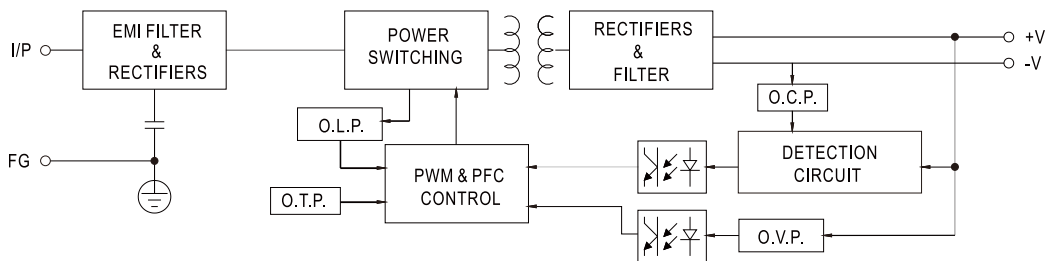 I/P
EMI FILTER
&
RECTIFIERS
POWER
SWITCHING
RECTIFIERS
&
FILTER
+V
-V
O.C.P.
O.L.P.
FG
PWM & PFC
CONTROL
DETECTION
CIRCUIT
O.T.P.
O.V.P.